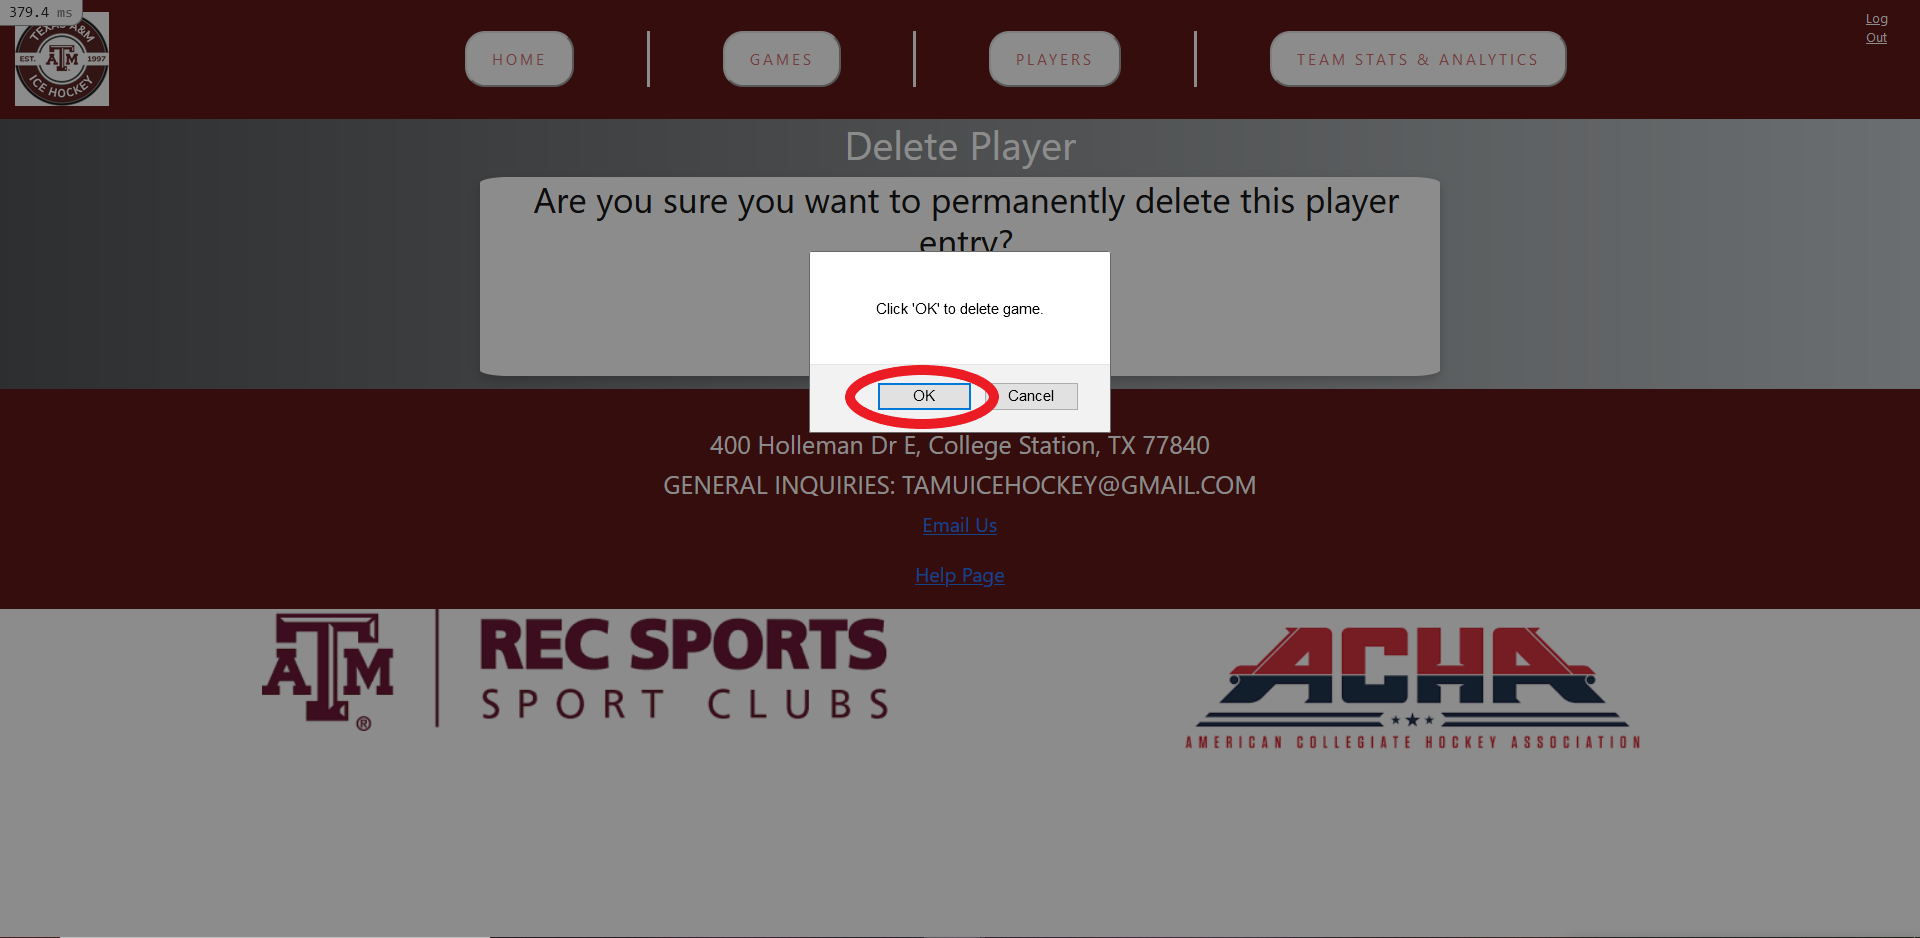 379.4 ms
TEXAS A&M
EST. ATM 1997
ICE HOCKEY
HOME
GAMES
PLAYERS
TEAM STATS & ANALYTICS
Log
Out
Delete Player
Are you sure you want to permanently delete this player
entry?
Click 'OK' to delete game.
OK
Cancel
400 Holleman Dr E, College Station, TX 77840
GENERAL INQUIRIES: TAMUICEHOCKEY@GMAIL.COM
Email Us
Help Page
ATM®
REC SPORTS
SPORT CLUBS
ACHA
AMERICAN COLLEGIATE HOCKEY ASSOCIATION